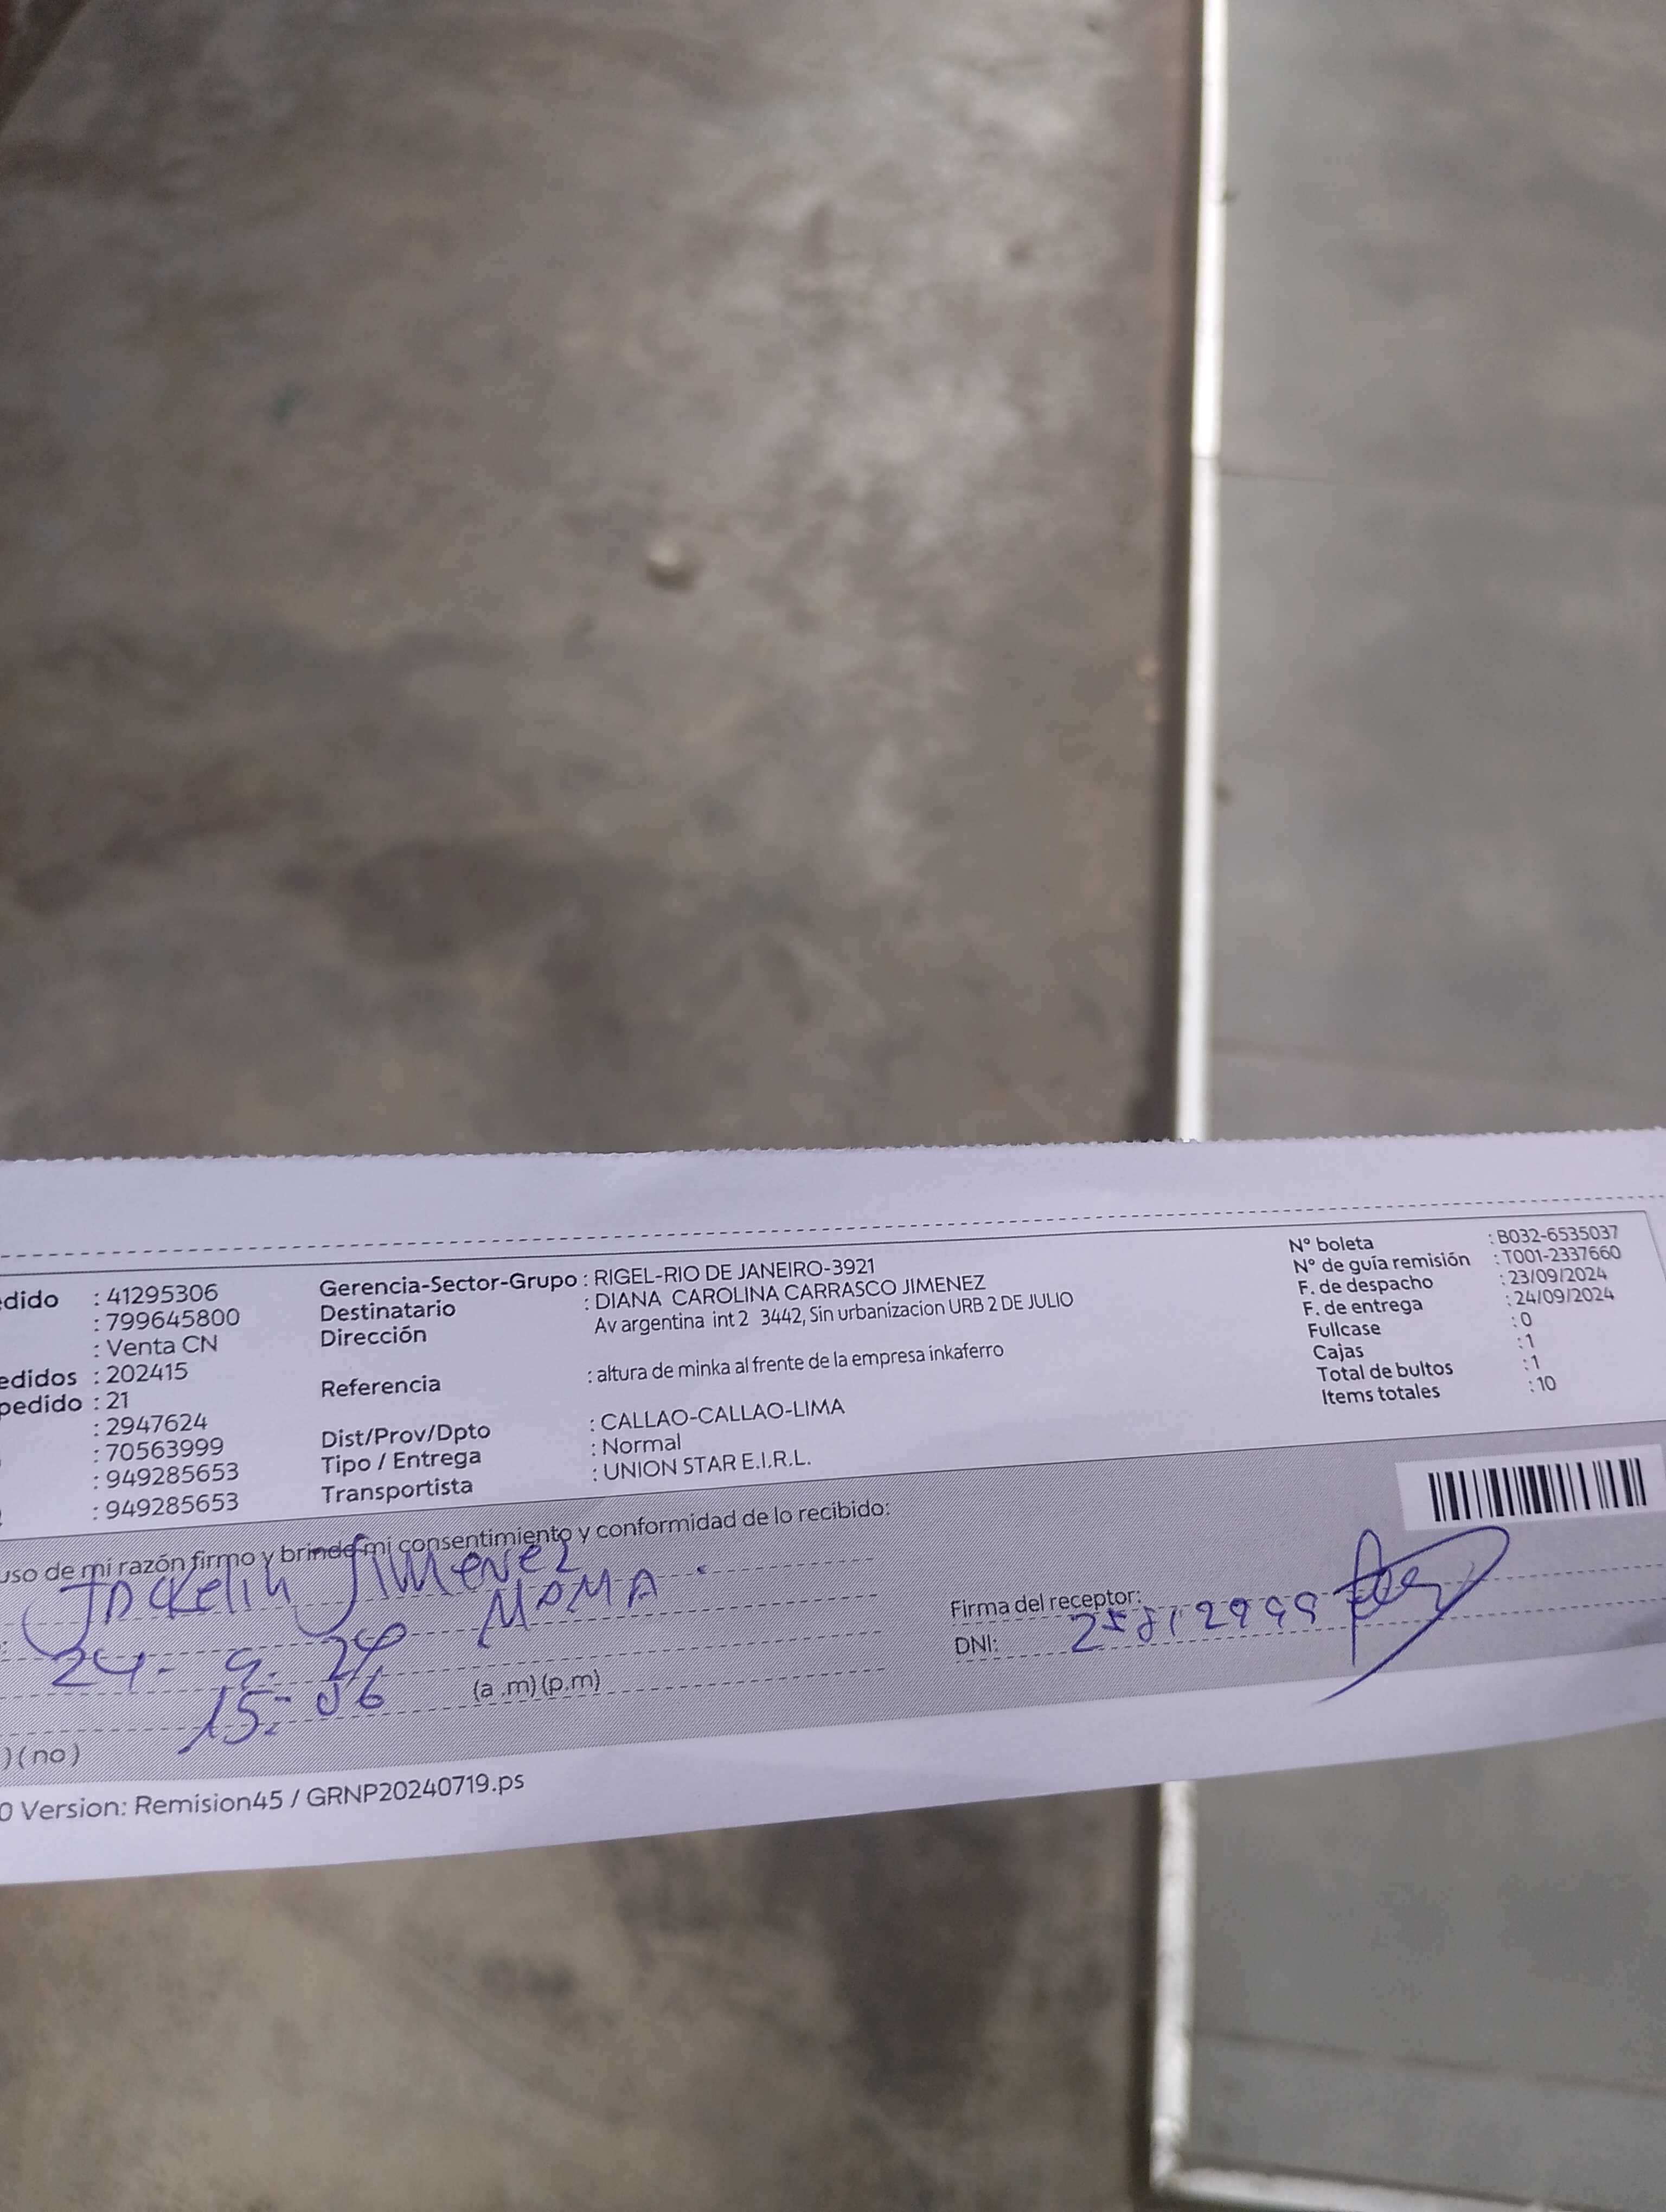 edido : 41295306
: 799645800
: Venta CN
edidos : 202415
pedido : 21
: 2947624
: 70563999
: 949285653
: 949285653
Gerencia-Sector-Grupo : RIGEL-RIO DE JANEIRO-3921
Destinatario : DIANA CAROLINA CARRASCO JIMENEZ
Dirección Av argentina int 2 3442, Sin urbanizacion URB 2 DE JULIO
Referencia : altura de minka al frente de la empresa inkaferro
Dist/Prov/Dpto : CALLAO-CALLAO-LIMA
Tipo / Entrega : Normal
Transportista : UNION STAR E.I.R.L.
N° boleta : B032-6535037
N° de guía remisión : T001-2337660
F. de despacho : 23/09/2024
F. de entrega : 24/09/2024
Fullcase : 0
Cajas : 1
Total de bultos : 1
Items totales : 10
uso de mi razón firmo y brinde mi consentimiento y conformidad de lo recibido:
Jackelin Jimenez
MAMA
24- 9. 24
15:06 (a .m) (p.m)
) ( no )
Firma del receptor:
DNI: 25812999
0 Version: Remision45 / GRNP20240719.ps